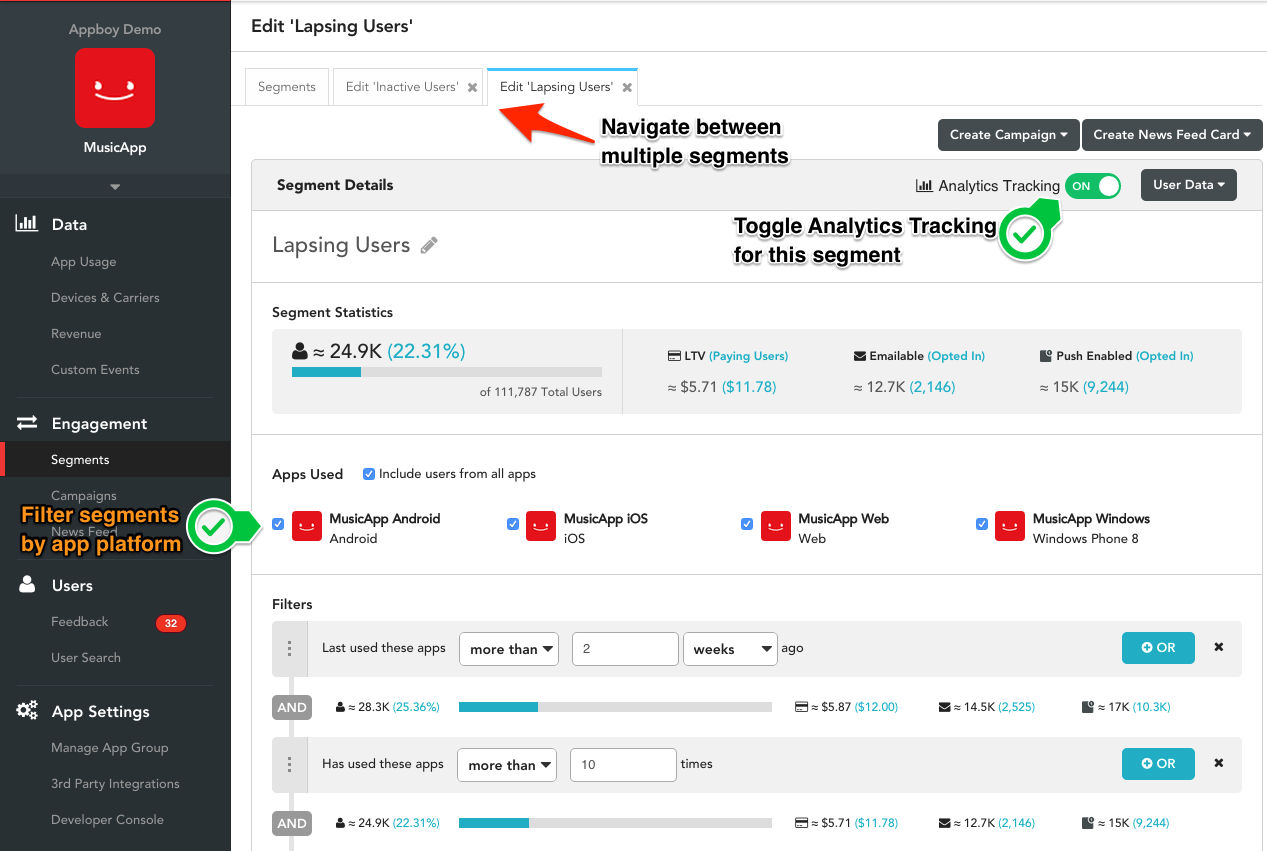 Appboy Demo
MusicApp
Data
App Usage
Devices & Carriers
Revenue
Custom Events
Engagement
Segments
Campaigns
News Feed
Filter segments
by app platform
Users
Feedback 32
User Search
App Settings
Manage App Group
3rd Party Integrations
Developer Console
Edit 'Lapsing Users'
Segments Edit 'Inactive Users' ✖ Edit 'Lapsing Users' ✖
Navigate between
multiple segments
Create Campaign Create News Feed Card
Segment Details Analytics Tracking ON User Data
Toggle Analytics Tracking
for this segment
Lapsing Users
Segment Statistics
≈ 24.9K (22.31%)
of 111,787 Total Users
LTV (Paying Users) Emailable (Opted In) Push Enabled (Opted In)
≈ $5.71 ($11.78) ≈ 12.7K (2,146) ≈ 15K (9,244)
Apps Used Include users from all apps
MusicApp Android
Android
MusicApp iOS
iOS
MusicApp Web
Web
MusicApp Windows
Windows Phone 8
Filters
Last used these apps more than 2 weeks ago OR ✖
AND ≈ 28.3K (25.36%) ≈ $5.87 ($12.00) ≈ 14.5K (2,525) ≈ 17K (10.3K)
Has used these apps more than 10 times OR ✖
AND ≈ 24.9K (22.31%) ≈ $5.71 ($11.78) ≈ 12.7K (2,146) ≈ 15K (9,244)